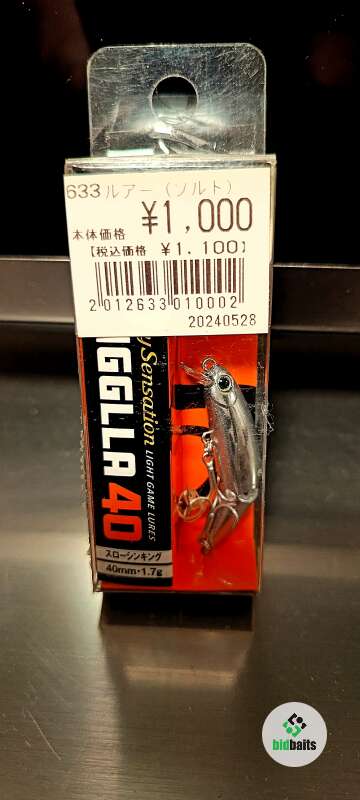 633ルアー（ソルト）
¥1,000
本体価格
【税込価格 ¥1,100】
2012633010002
20240528
Sensation
LIGHT GAME LURES
GGLLA 40
スローシンキング
40mm・1.7g
bidbaits